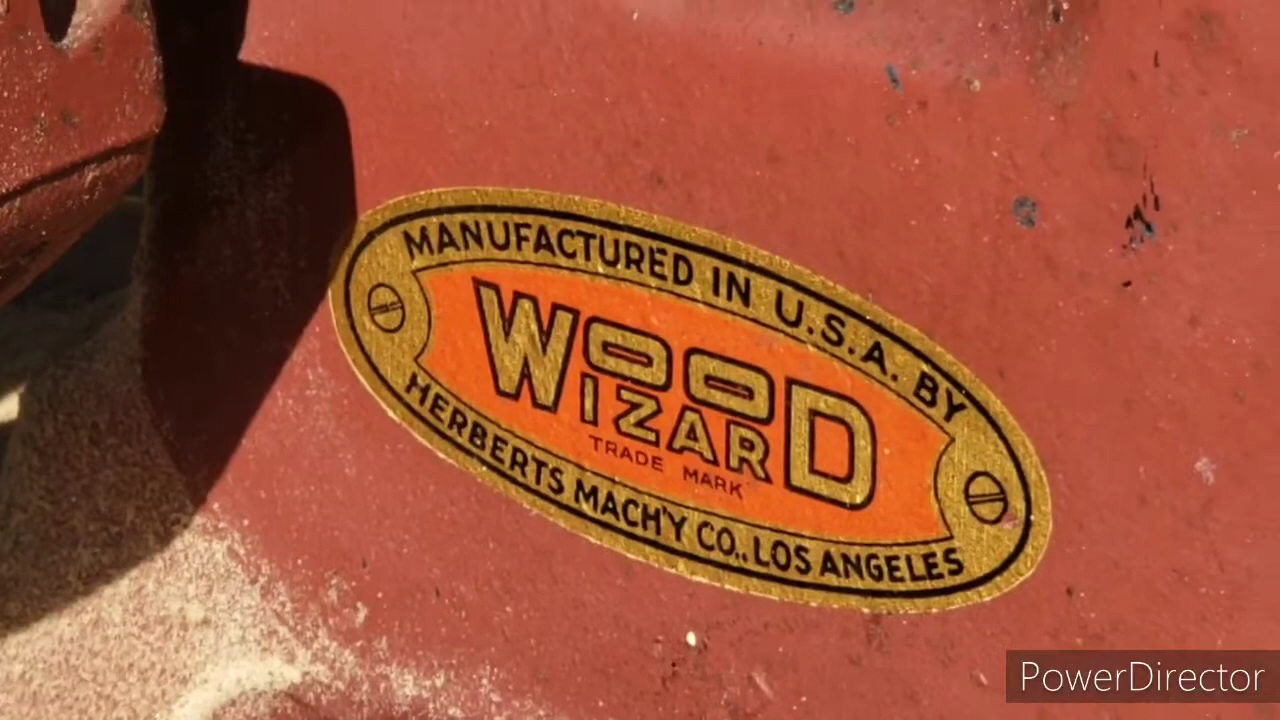 MANUFACTURED IN U.S.A. BY
WOOD
WIZARD
TRADE MARK
HERBERTS MACH'Y CO., LOS ANGELES
PowerDirector